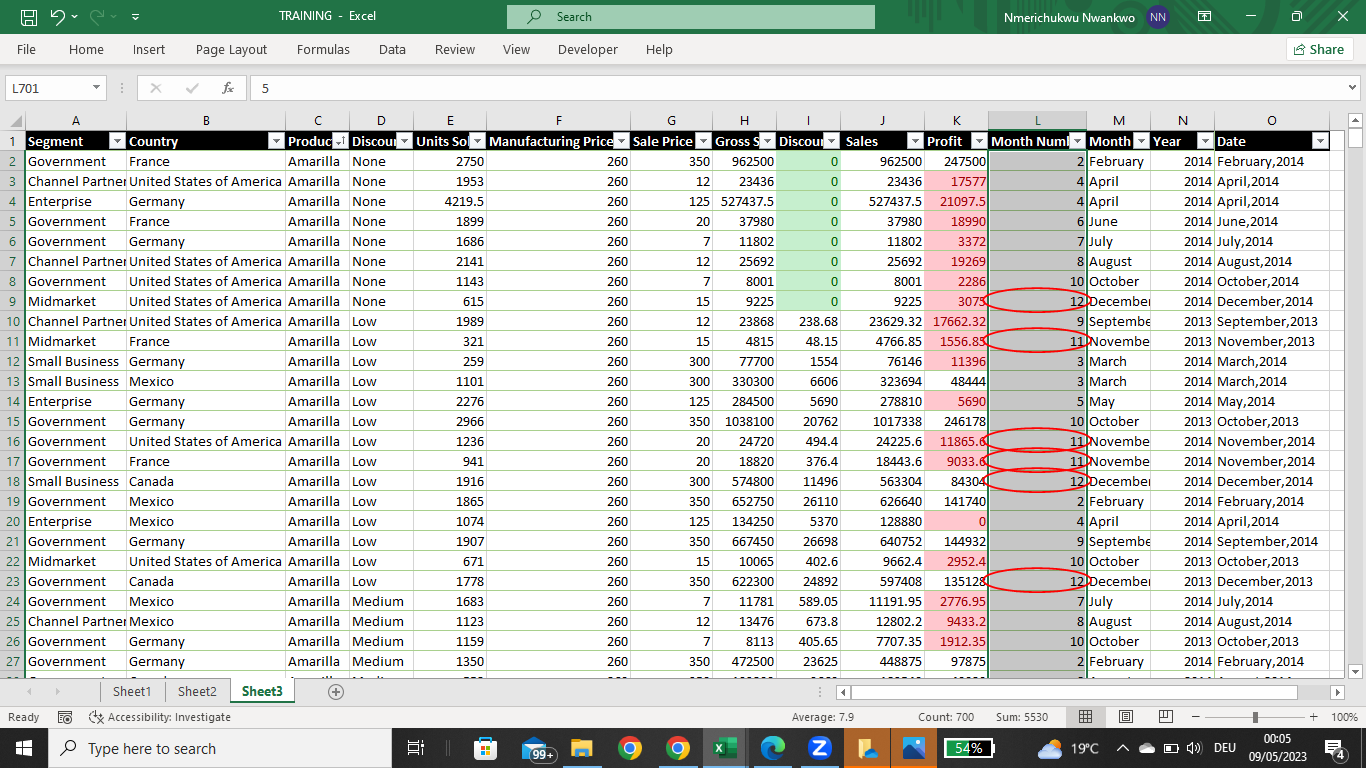 TRAINING - Excel
Search
Nmerichukwu Nwankwo NN
File Home Insert Page Layout Formulas Data Review View Developer Help Share
L701 fx 5
A B C D E F G H I J K L M N O
1 Segment Country Product Discou Units Sol Manufacturing Price Sale Price Gross S Discoun Sales Profit Month Numl Month Year Date
2 Government France Amarilla None 2750 260 350 962500 0 962500 247500 2 February 2014 February,2014
3 Channel Partner United States of America Amarilla None 1953 260 12 23436 0 23436 17577 4 April 2014 April,2014
4 Enterprise Germany Amarilla None 4219.5 260 125 527437.5 0 527437.5 21097.5 4 April 2014 April,2014
5 Government France Amarilla None 1899 260 20 37980 0 37980 18990 6 June 2014 June,2014
6 Government Germany Amarilla None 1686 260 7 11802 0 11802 3372 7 July 2014 July,2014
7 Channel Partner United States of America Amarilla None 2141 260 12 25692 0 25692 19269 8 August 2014 August,2014
8 Government United States of America Amarilla None 1143 260 7 8001 0 8001 2286 10 October 2014 October,2014
9 Midmarket United States of America Amarilla None 615 260 15 9225 0 9225 3075 12 December 2014 December,2014
10 Channel Partner United States of America Amarilla Low 1989 260 12 23868 238.68 23629.32 17662.32 9 Septembe 2013 September,2013
11 Midmarket France Amarilla Low 321 260 15 4815 48.15 4766.85 1556.85 11 Novembe 2013 November,2013
12 Small Business Germany Amarilla Low 259 260 300 77700 1554 76146 11396 3 March 2014 March,2014
13 Small Business Mexico Amarilla Low 1101 260 300 330300 6606 323694 48444 3 March 2014 March,2014
14 Enterprise Germany Amarilla Low 2276 260 125 284500 5690 278810 5690 5 May 2014 May,2014
15 Government Germany Amarilla Low 2966 260 350 1038100 20762 1017338 246178 10 October 2013 October,2013
16 Government United States of America Amarilla Low 1236 260 20 24720 494.4 24225.6 11865.6 11 Novembe 2014 November,2014
17 Government France Amarilla Low 941 260 20 18820 376.4 18443.6 9033.6 11 Novembe 2014 November,2014
18 Small Business Canada Amarilla Low 1916 260 300 574800 11496 563304 84304 12 December 2014 December,2014
19 Government Mexico Amarilla Low 1865 260 350 652750 26110 626640 141740 2 February 2014 February,2014
20 Enterprise Mexico Amarilla Low 1074 260 125 134250 5370 128880 0 4 April 2014 April,2014
21 Government Germany Amarilla Low 1907 260 350 667450 26698 640752 144932 9 Septembe 2014 September,2014
22 Midmarket United States of America Amarilla Low 671 260 15 10065 402.6 9662.4 2952.4 10 October 2013 October,2013
23 Government Canada Amarilla Low 1778 260 350 622300 24892 597408 135128 12 December 2013 December,2013
24 Government Mexico Amarilla Medium 1683 260 7 11781 589.05 11191.95 2776.95 7 July 2014 July,2014
25 Channel Partner Mexico Amarilla Medium 1123 260 12 13476 673.8 12802.2 9433.2 8 August 2014 August,2014
26 Government Germany Amarilla Medium 1159 260 7 8113 405.65 7707.35 1912.35 10 October 2013 October,2013
27 Government Germany Amarilla Medium 1350 260 350 472500 23625 448875 97875 2 February 2014 February,2014
Sheet1 Sheet2 Sheet3
Ready Accessibility: Investigate Average: 7.9 Count: 700 Sum: 5530 100%
Type here to search 99+ 54% 19°C DEU 00:05
09/05/2023 4